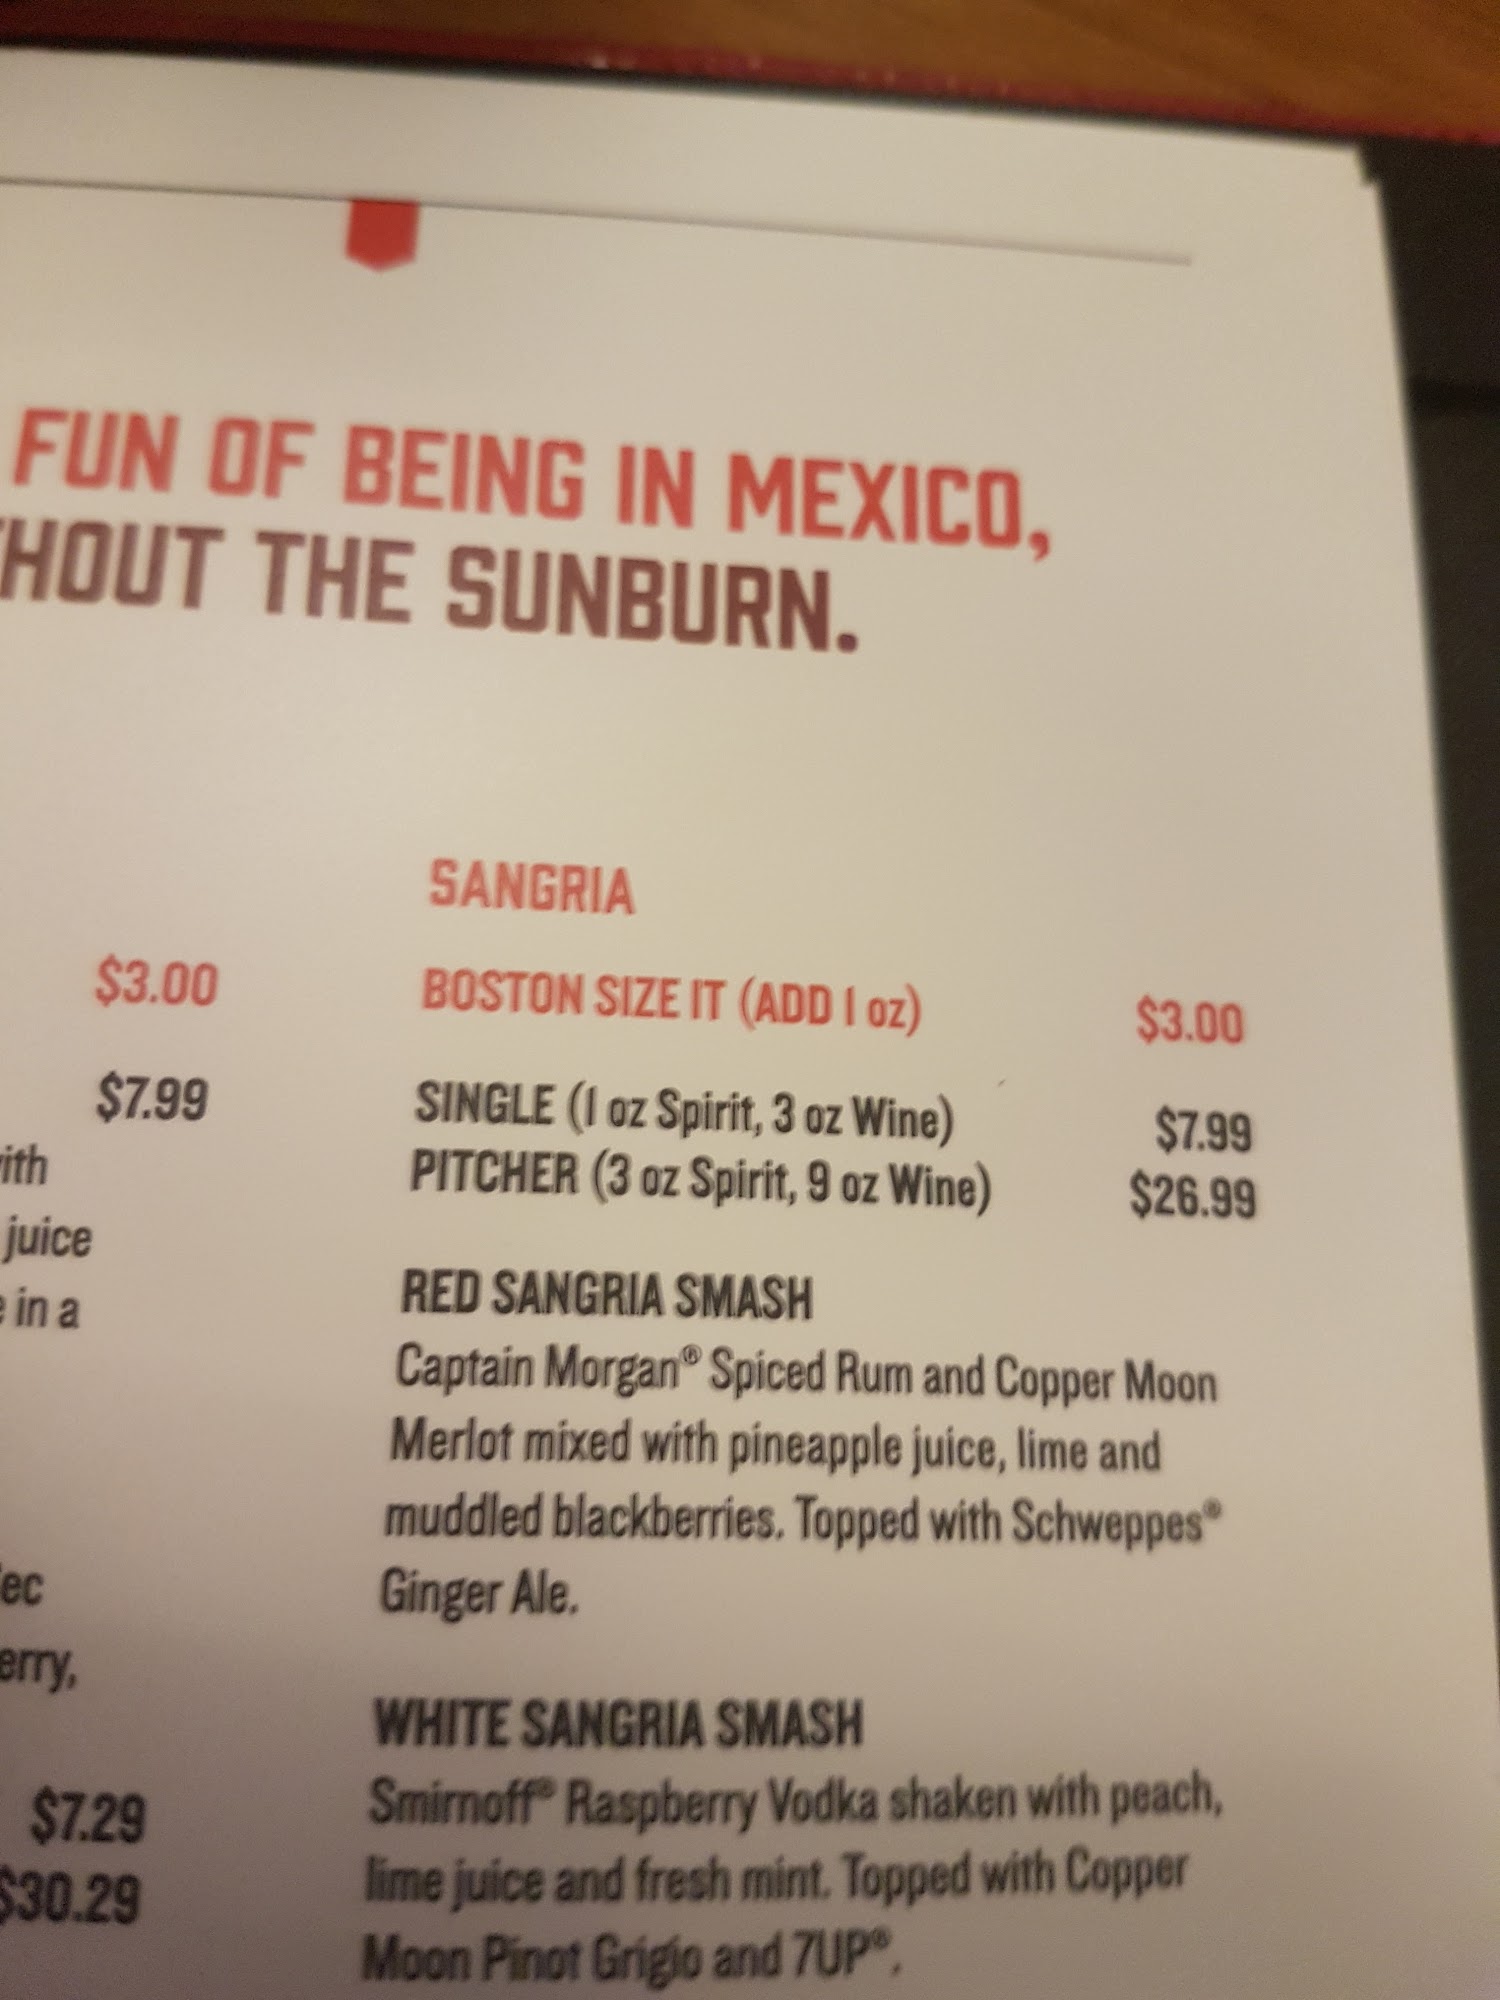 FUN OF BEING IN MEXICO,
THOUT THE SUNBURN.
$3.00
$7.99
ith
juice
e in a
ec
erry,
$7.29
$30.29
SANGRIA
BOSTON SIZE IT (ADD 1 oz) $3.00
SINGLE (1 oz Spirit, 3 oz Wine) $7.99
PITCHER (3 oz Spirit, 9 oz Wine) $26.99
RED SANGRIA SMASH
Captain Morgan® Spiced Rum and Copper Moon
Merlot mixed with pineapple juice, lime and
muddled blackberries. Topped with Schweppes®
Ginger Ale.
WHITE SANGRIA SMASH
Smirnoff® Raspberry Vodka shaken with peach,
lime juice and fresh mint. Topped with Copper
Moon Pinot Grigio and 7UP®.